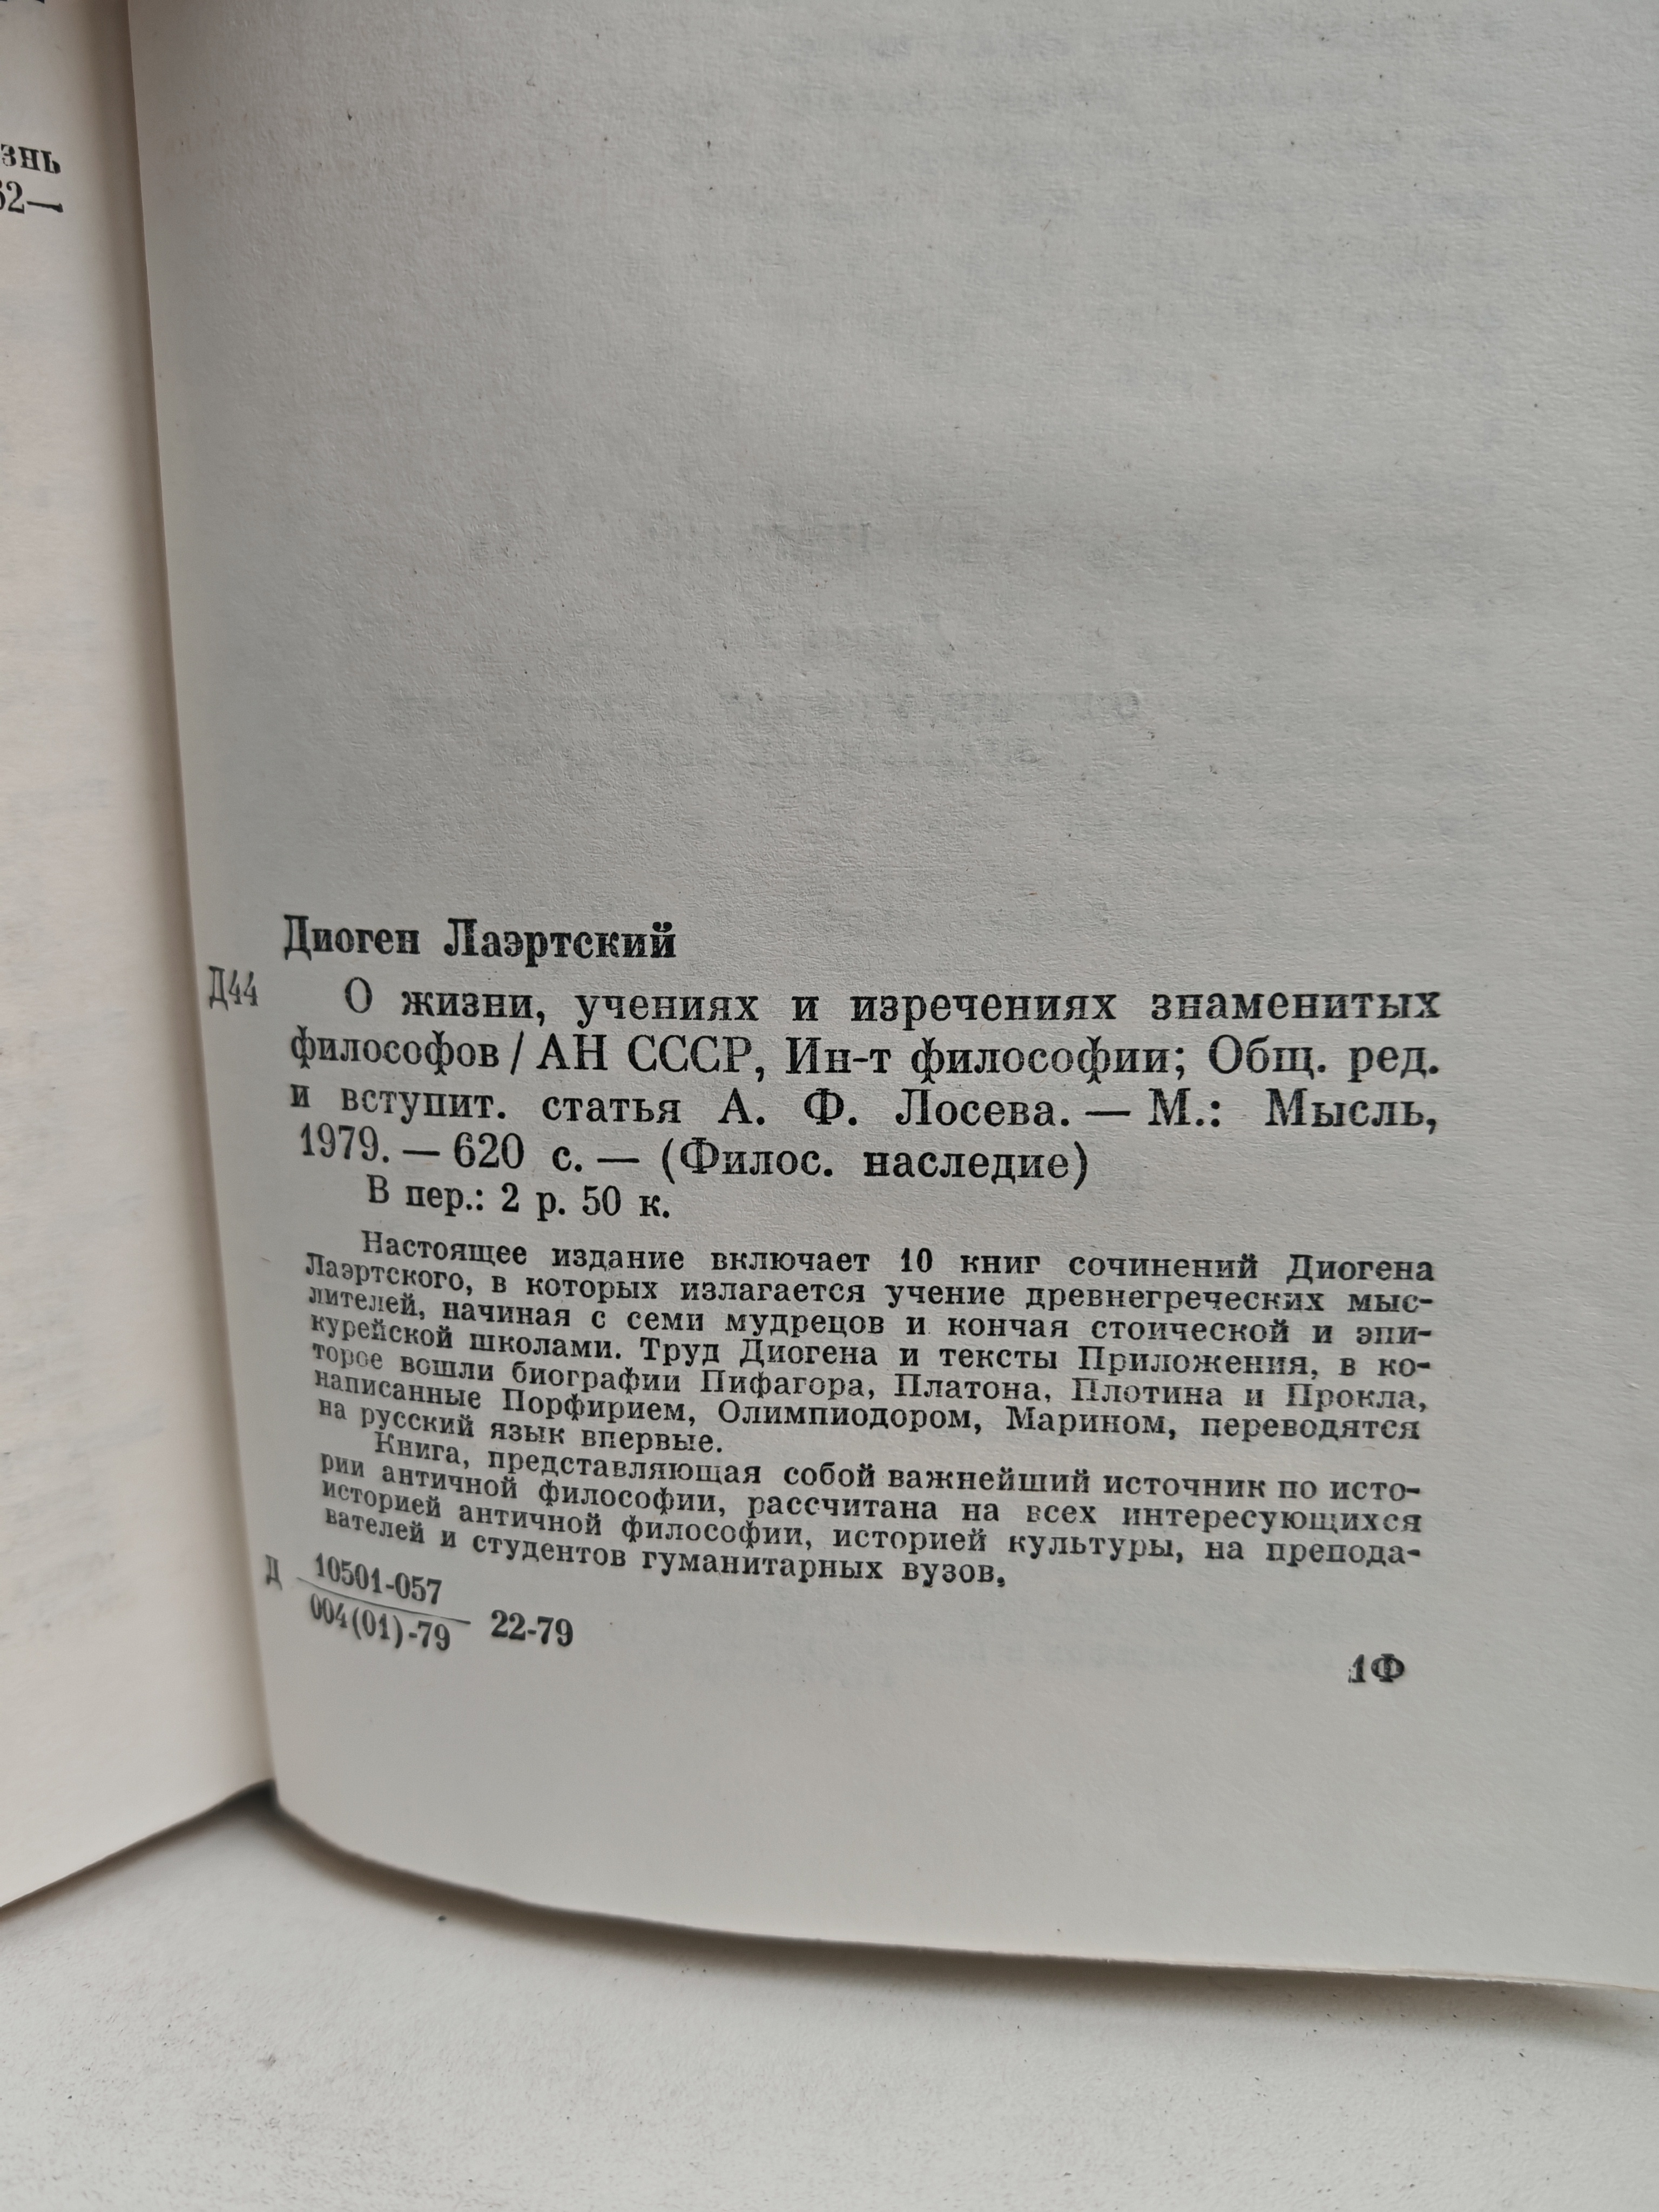 знь
62—
Диоген Лаэртский
Д44
О жизни, учениях и изречениях знаменитых
философов / АН СССР, Ин-т философии; Общ. ред.
и вступит. статья А. Ф. Лосева. — М.: Мысль,
1979. — 620 с. — (Филос. наследие)
В пер.: 2 р. 50 к.
Настоящее издание включает 10 книг сочинений Диогена
Лаэртского, в которых излагается учение древнегреческих мыс-
лителей, начиная с семи мудрецов и кончая стоической и эпи-
курейской школами. Труд Диогена и тексты Приложения, в ко-
торое вошли биографии Пифагора, Платона, Плотина и Прокла,
написанные Порфирием, Олимпиодором, Марином, переводятся
на русский язык впервые.
Книга, представляющая собой важнейший источник по исто-
рии античной философии, рассчитана на всех интересующихся
историей античной философии, историей культуры, на препода-
вателей и студентов гуманитарных вузов.
Д 10501-057
004(01)-79 22-79
1Ф